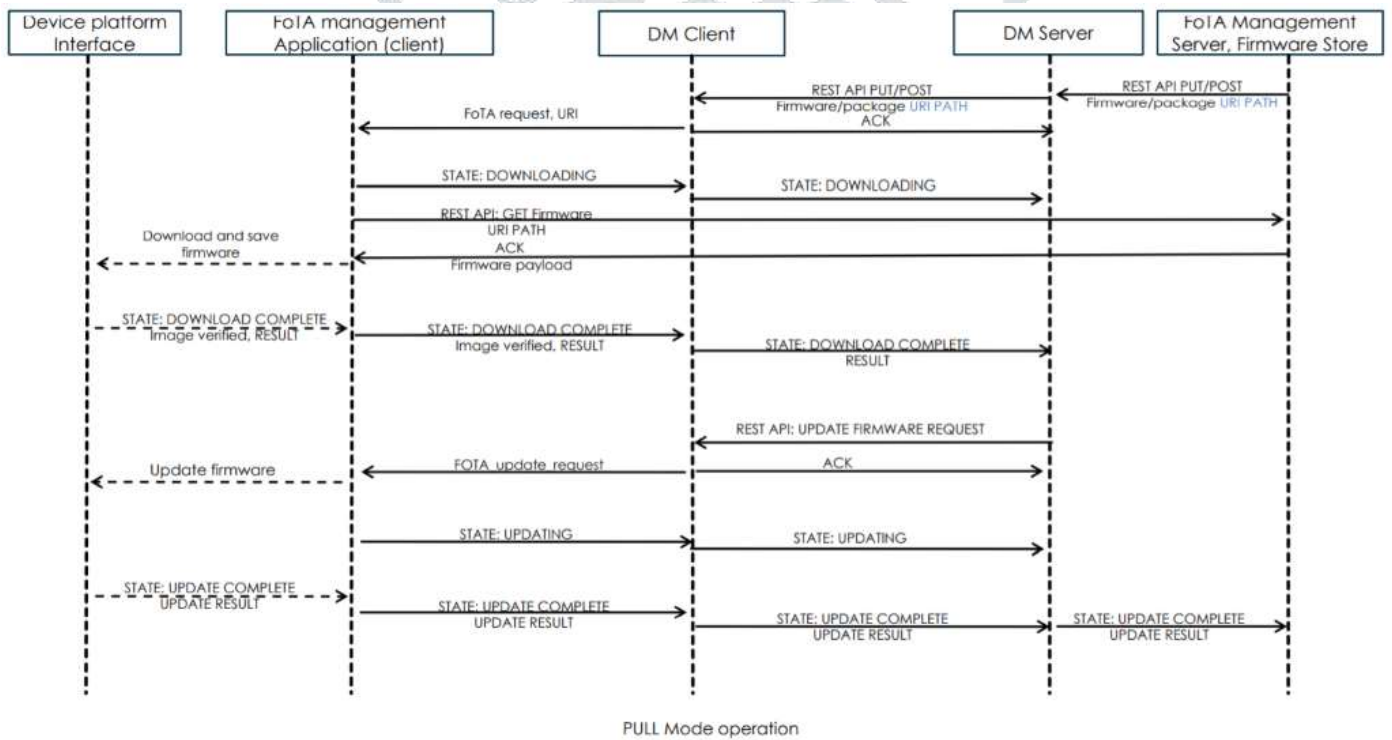 Device platform
Interface
FoTA management
Application (client)
DM Client
DM Server
FoTA Management
Server, Firmware Store
REST API PUT/POST
Firmware/package URI PATH
REST API PUT/POST
Firmware/package URI PATH
FoTA request, URI
ACK
STATE: DOWNLOADING
STATE: DOWNLOADING
REST API: GET Firmware
URI PATH
Download and save
firmware
ACK
Firmware payload
STATE: DOWNLOAD COMPLETE
Image verified, RESULT
STATE: DOWNLOAD COMPLETE
Image verified, RESULT
STATE: DOWNLOAD COMPLETE
RESULT
REST API: UPDATE FIRMWARE REQUEST
Update firmware
FOTA update request
ACK
STATE: UPDATING
STATE: UPDATING
STATE: UPDATE COMPLETE
UPDATE RESULT
STATE: UPDATE COMPLETE
UPDATE RESULT
STATE: UPDATE COMPLETE
UPDATE RESULT
STATE: UPDATE COMPLETE
UPDATE RESULT
PULL Mode operation